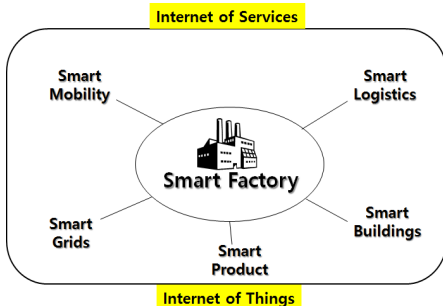 Internet of Services
Smart
Mobility
Smart
Logistics
Smart Factory
Smart
Grids
Smart
Product
Smart
Buildings
Internet of Things